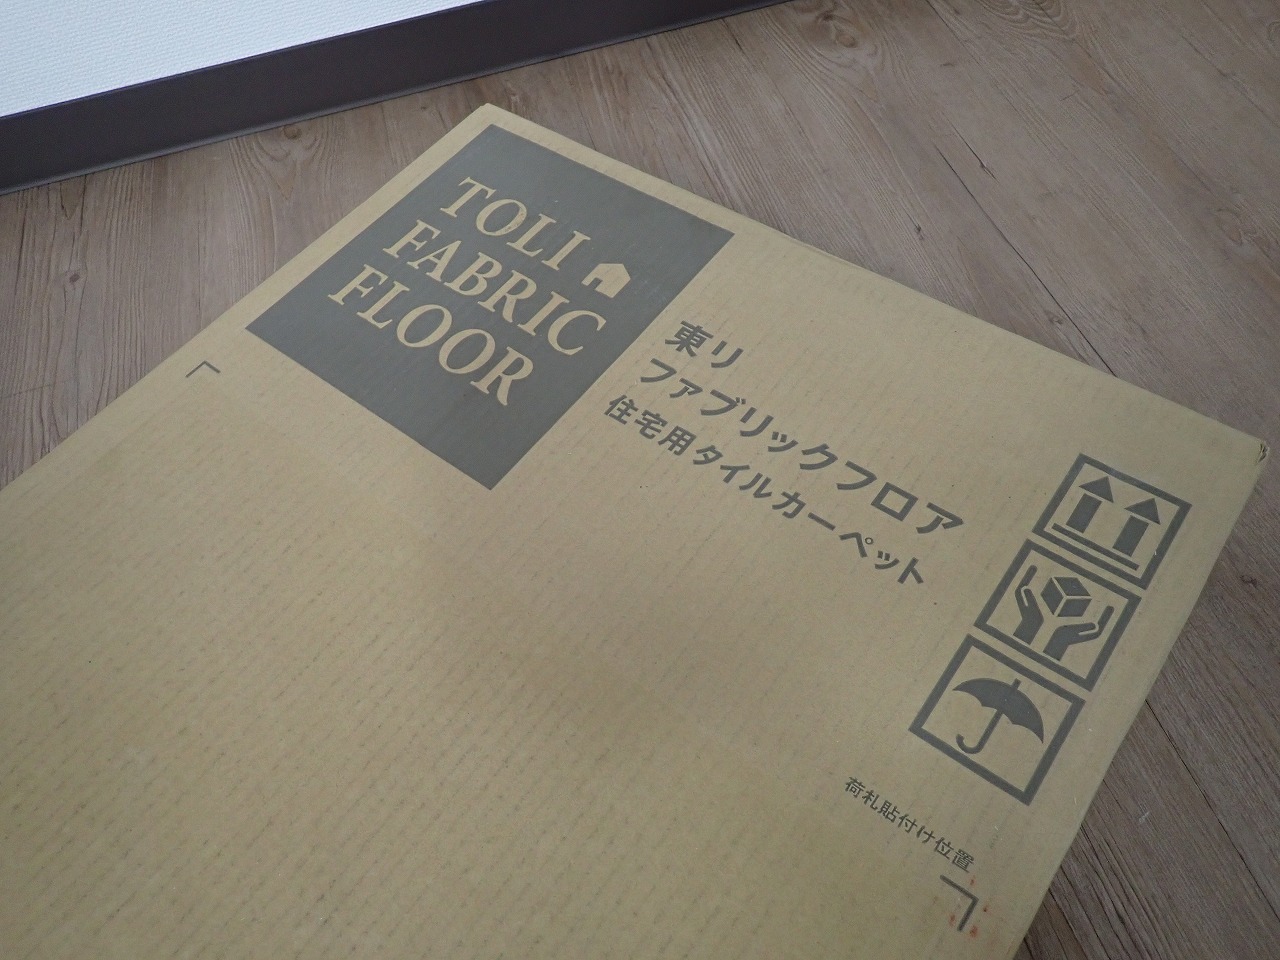 TOLI
FABRIC
FLOOR
東リ
ファブリックフロア
住宅用タイルカーペット
荷札貼付け位置